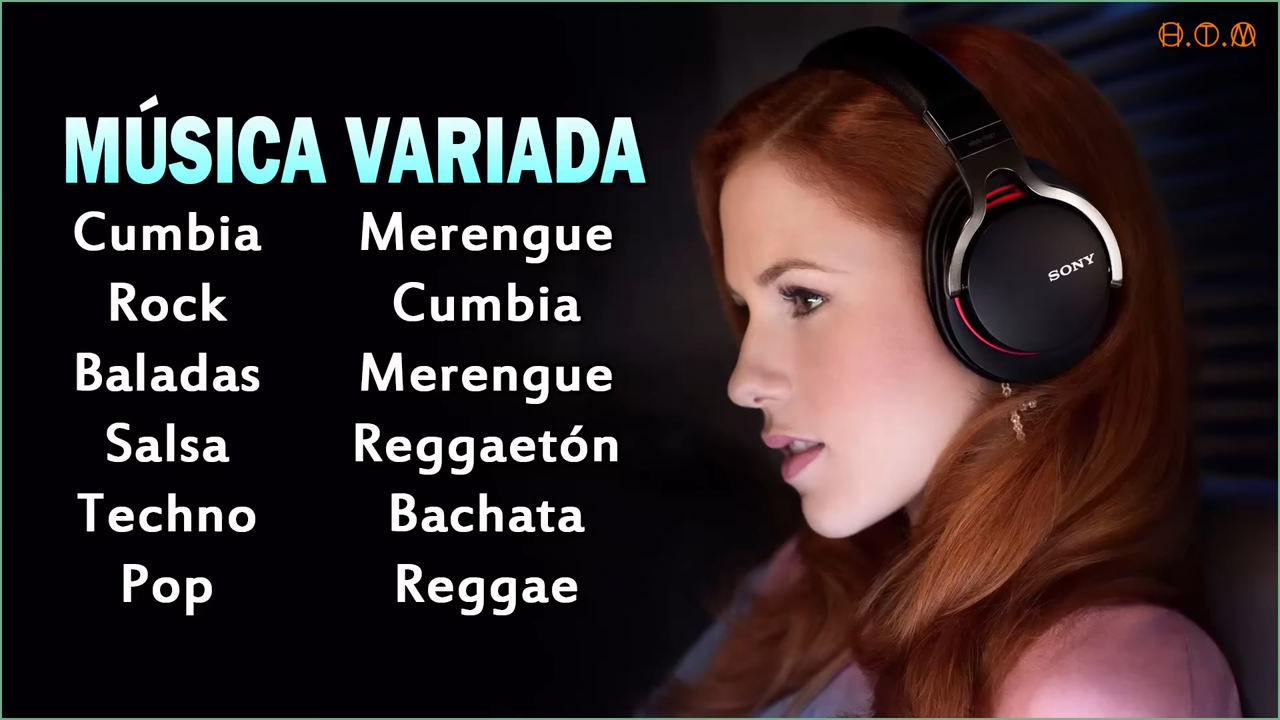 H.T.M
MÚSICA VARIADA
Cumbia Merengue
Rock Cumbia
Baladas Merengue
Salsa Reggaetón
Techno Bachata
Pop Reggae
SONY